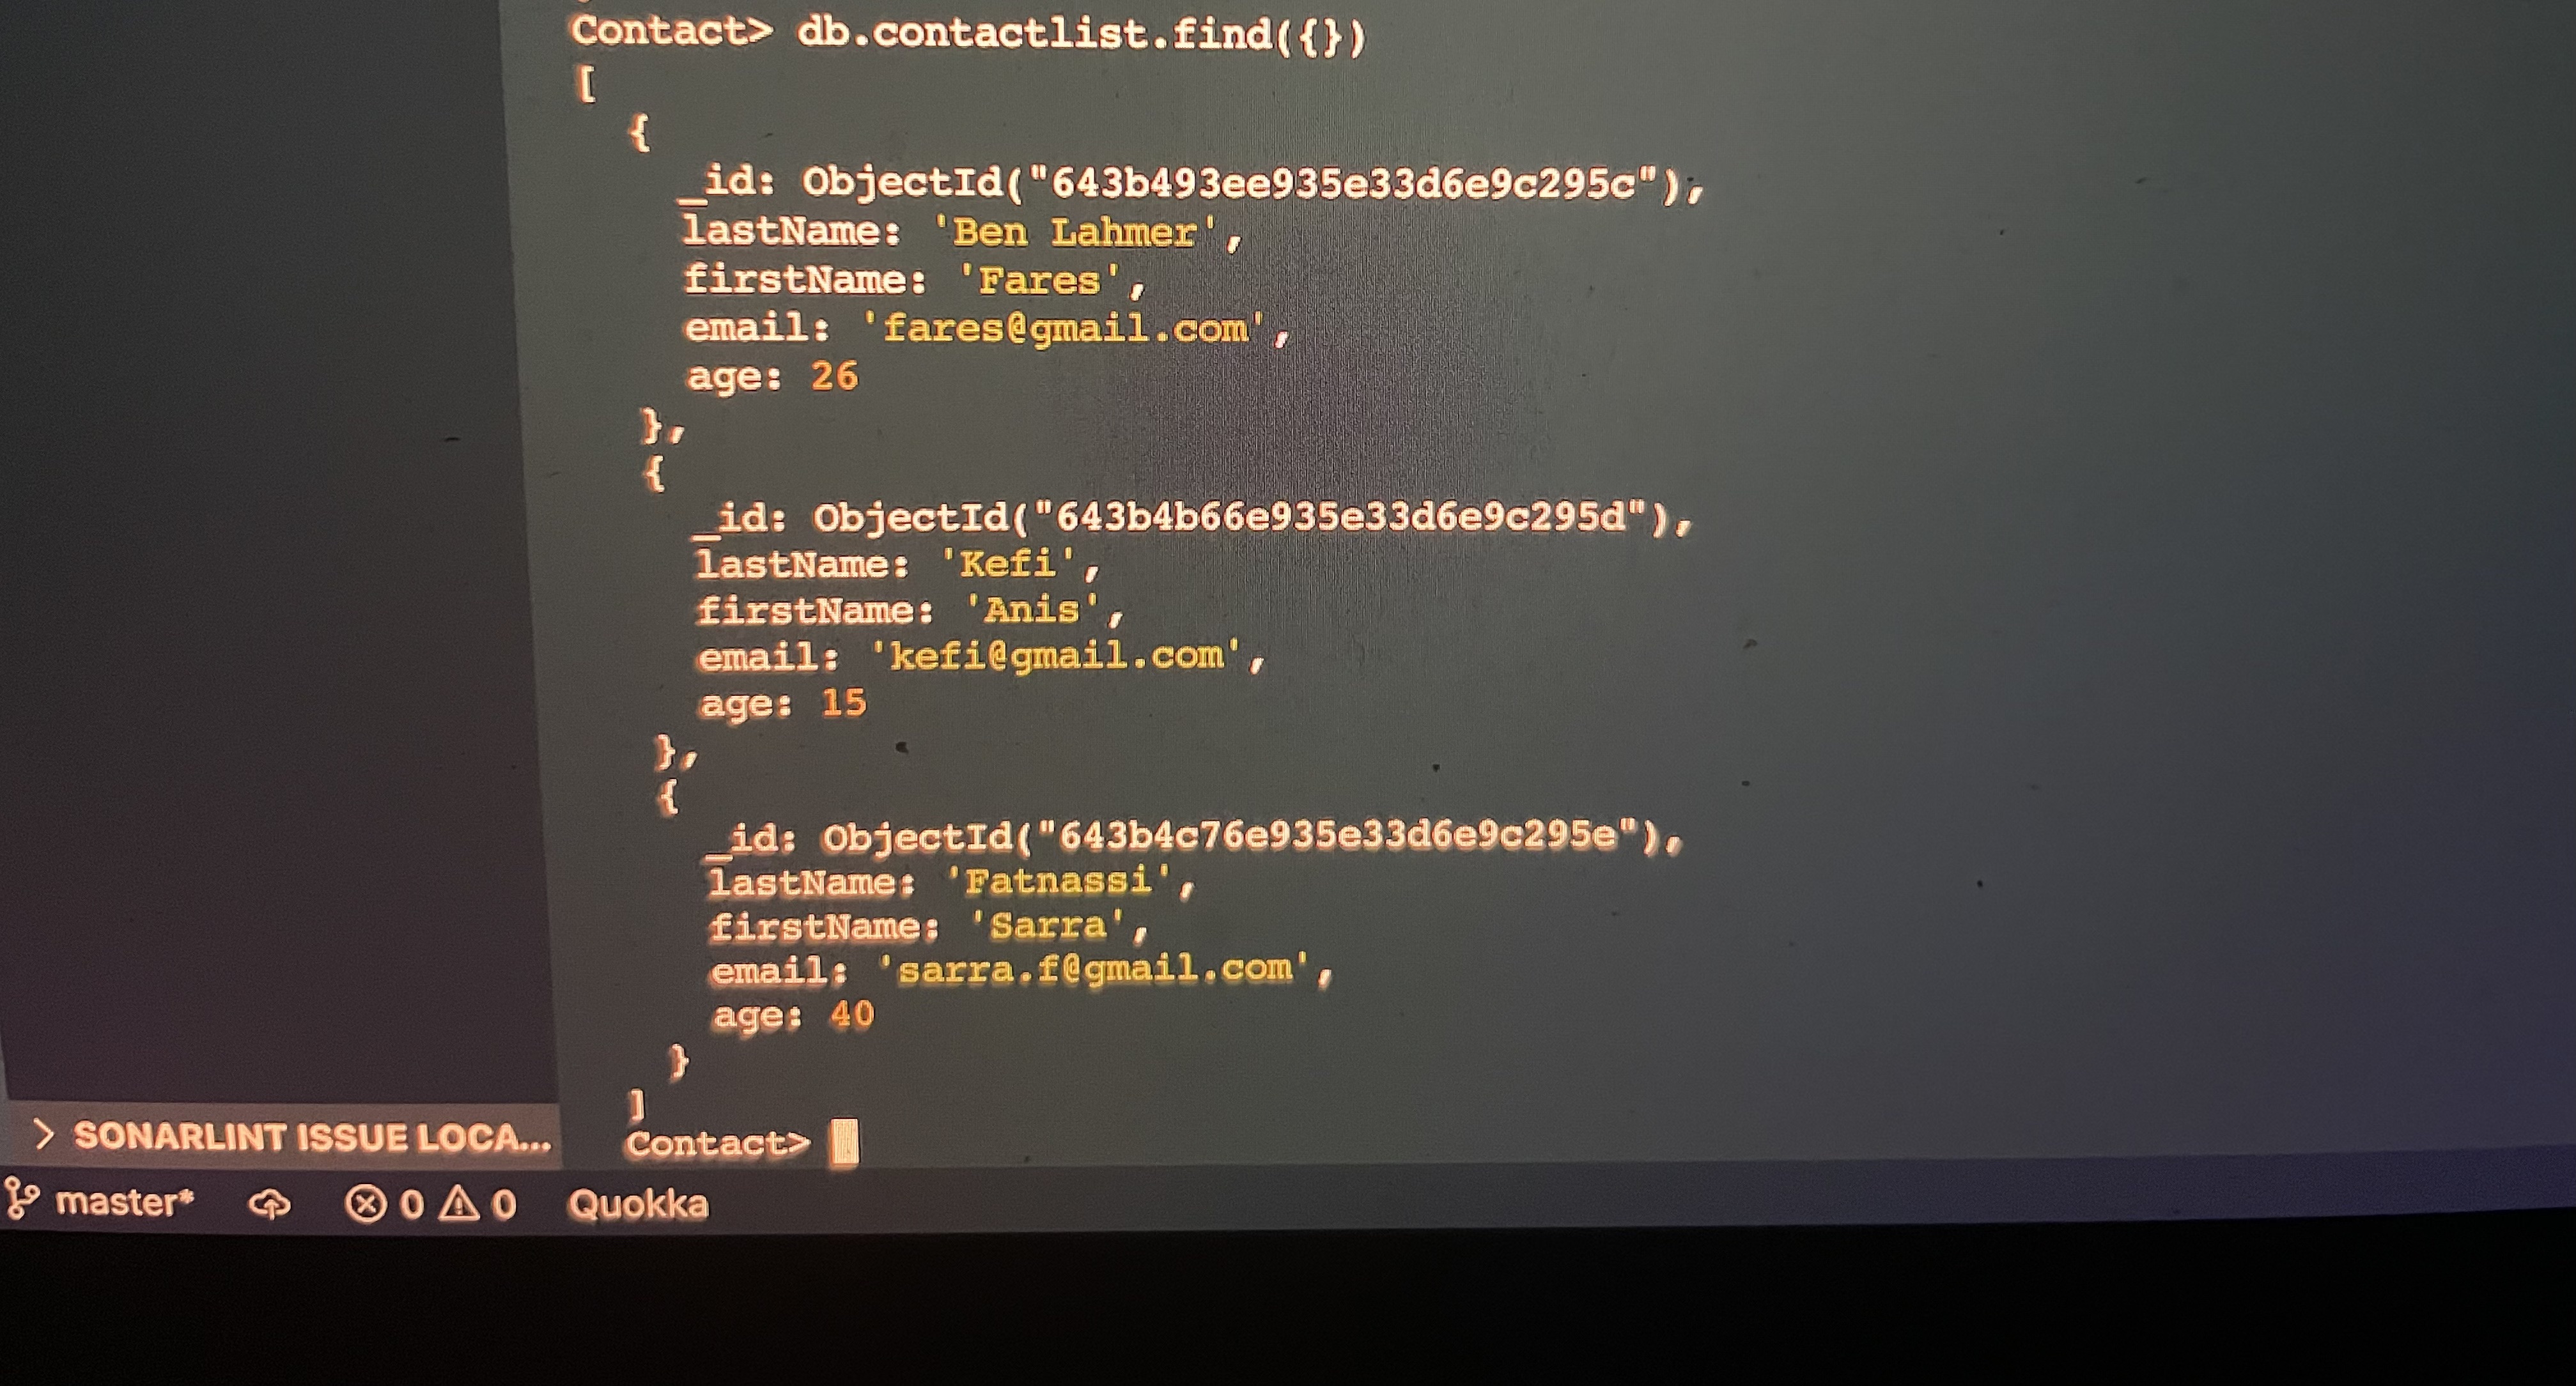 Contact> db.contactlist.find({})
[
{
_id: ObjectId("643b493ee935e33d6e9c295c"),
lastName: 'Ben Lahmer',
firstName: 'Fares',
email: 'fares@gmail.com',
age: 26
},
{
_id: ObjectId("643b4b66e935e33d6e9c295d"),
lastName: 'Kefi',
firstName: 'Anis',
email: 'kefi@gmail.com',
age: 15
},
{
_id: ObjectId("643b4c76e935e33d6e9c295e"),
lastName: 'Fatnassi',
firstName: 'Sarra',
email: 'sarra.f@gmail.com',
age: 40
}
]
Contact>
> SONARLINT ISSUE LOCA...
master* 0 0 Quokka